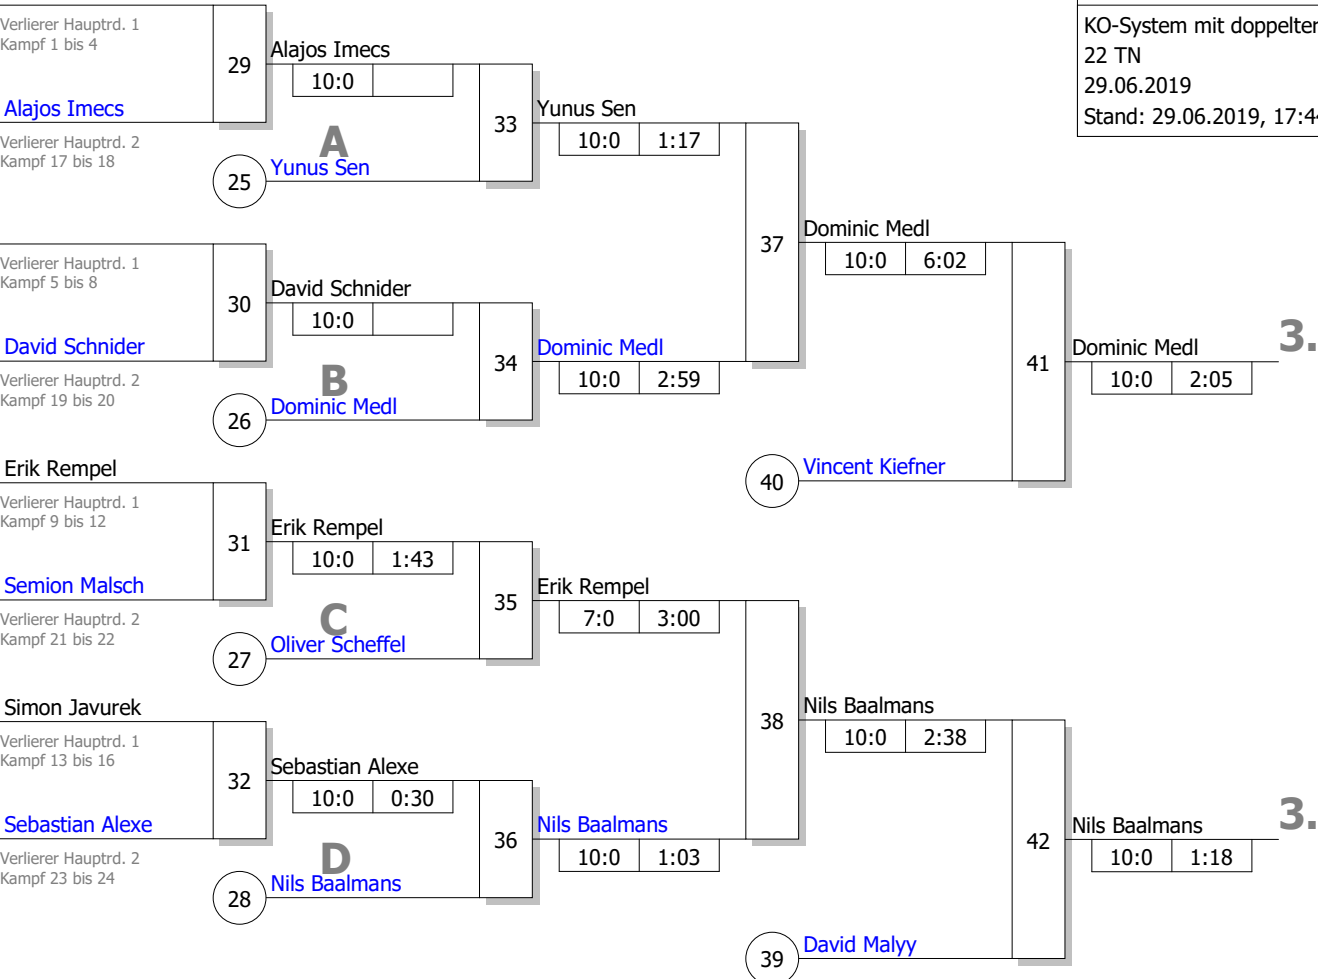 KO-System mit doppelter
22 TN
29.06.2019
Stand: 29.06.2019, 17:44
Verlierer Hauptrd. 1
Kampf 1 bis 4
29
Alajos Imecs
10:0
Alajos Imecs
Verlierer Hauptrd. 2
Kampf 17 bis 18
A
25
Yunus Sen
33
Yunus Sen
10:0 1:17
Verlierer Hauptrd. 1
Kampf 5 bis 8
30
David Schnider
10:0
David Schnider
Verlierer Hauptrd. 2
Kampf 19 bis 20
B
26
Dominic Medl
34
Dominic Medl
10:0 2:59
37
Dominic Medl
10:0 6:02
40
Vincent Kiefner
41
Dominic Medl
10:0 2:05
3.
Erik Rempel
Verlierer Hauptrd. 1
Kampf 9 bis 12
31
Erik Rempel
10:0 1:43
Semion Malsch
Verlierer Hauptrd. 2
Kampf 21 bis 22
C
27
Oliver Scheffel
35
Erik Rempel
7:0 3:00
Simon Javurek
Verlierer Hauptrd. 1
Kampf 13 bis 16
32
Sebastian Alexe
10:0 0:30
Sebastian Alexe
Verlierer Hauptrd. 2
Kampf 23 bis 24
D
28
Nils Baalmans
36
Nils Baalmans
10:0 1:03
38
Nils Baalmans
10:0 2:38
39
David Malyy
42
Nils Baalmans
10:0 1:18
3.